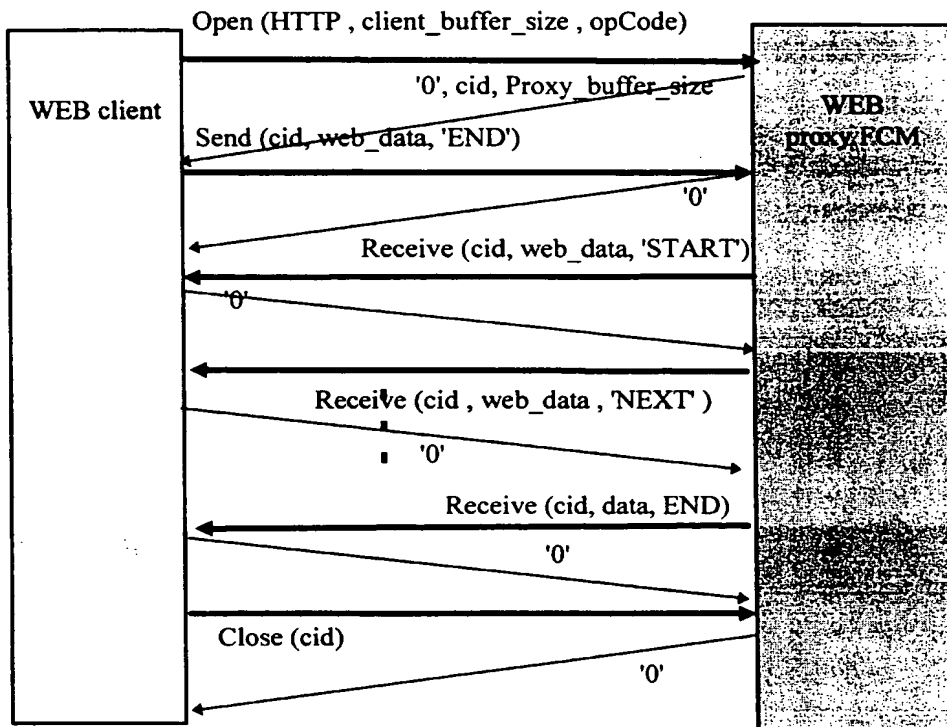 Open (HTTP , client_buffer_size , opCode)
'0', cid, Proxy_buffer_size
WEB client
WEB
proxy FCM
Send (cid, web_data, 'END')
'0'
Receive (cid, web_data, 'START')
'0'
Receive (cid , web_data , 'NEXT' )
'0'
Receive (cid, data, END)
'0'
Close (cid)
'0'